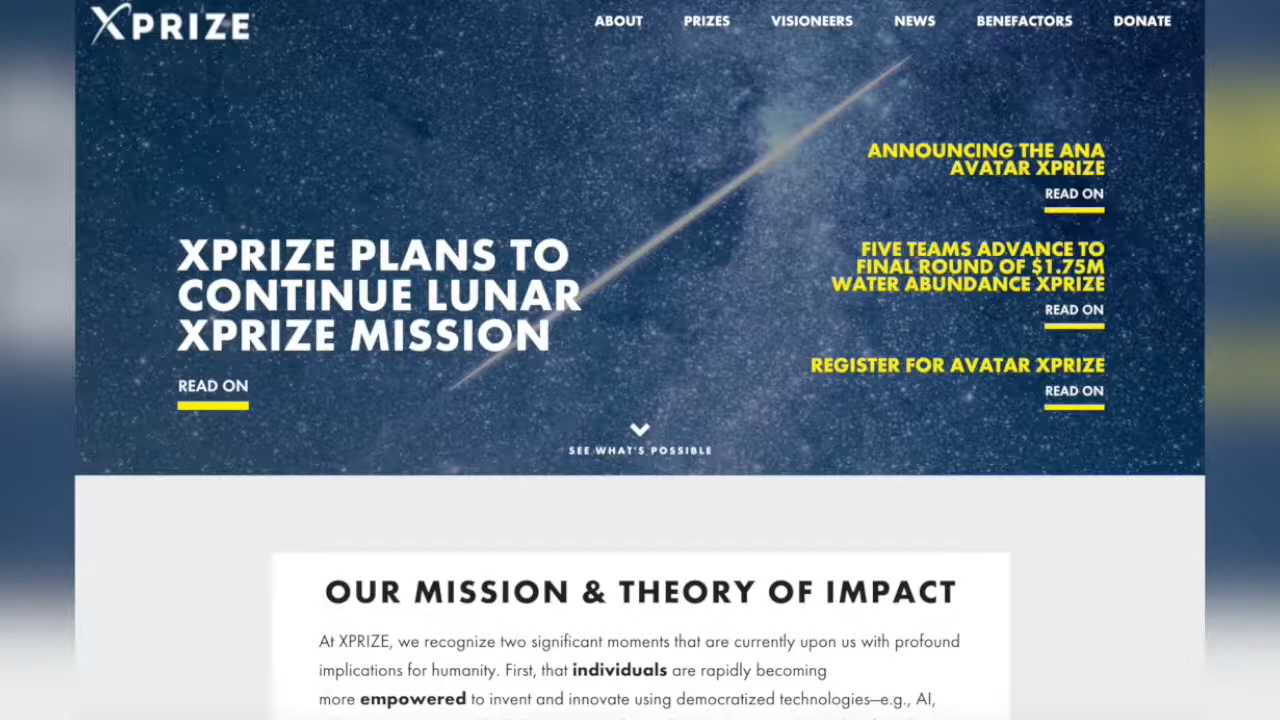 XPRIZE
ABOUT PRIZES VISIONEERS NEWS BENEFACTORS DONATE
XPRIZE PLANS TO
CONTINUE LUNAR
XPRIZE MISSION
READ ON
ANNOUNCING THE ANA
AVATAR XPRIZE
READ ON
FIVE TEAMS ADVANCE TO
FINAL ROUND OF $1.75M
WATER ABUNDANCE XPRIZE
READ ON
REGISTER FOR AVATAR XPRIZE
READ ON
SEE WHAT'S POSSIBLE
OUR MISSION & THEORY OF IMPACT
At XPRIZE, we recognize two significant moments that are currently upon us with profound
implications for humanity. First, that individuals are rapidly becoming
more empowered to invent and innovate using democratized technologies—e.g., AI,